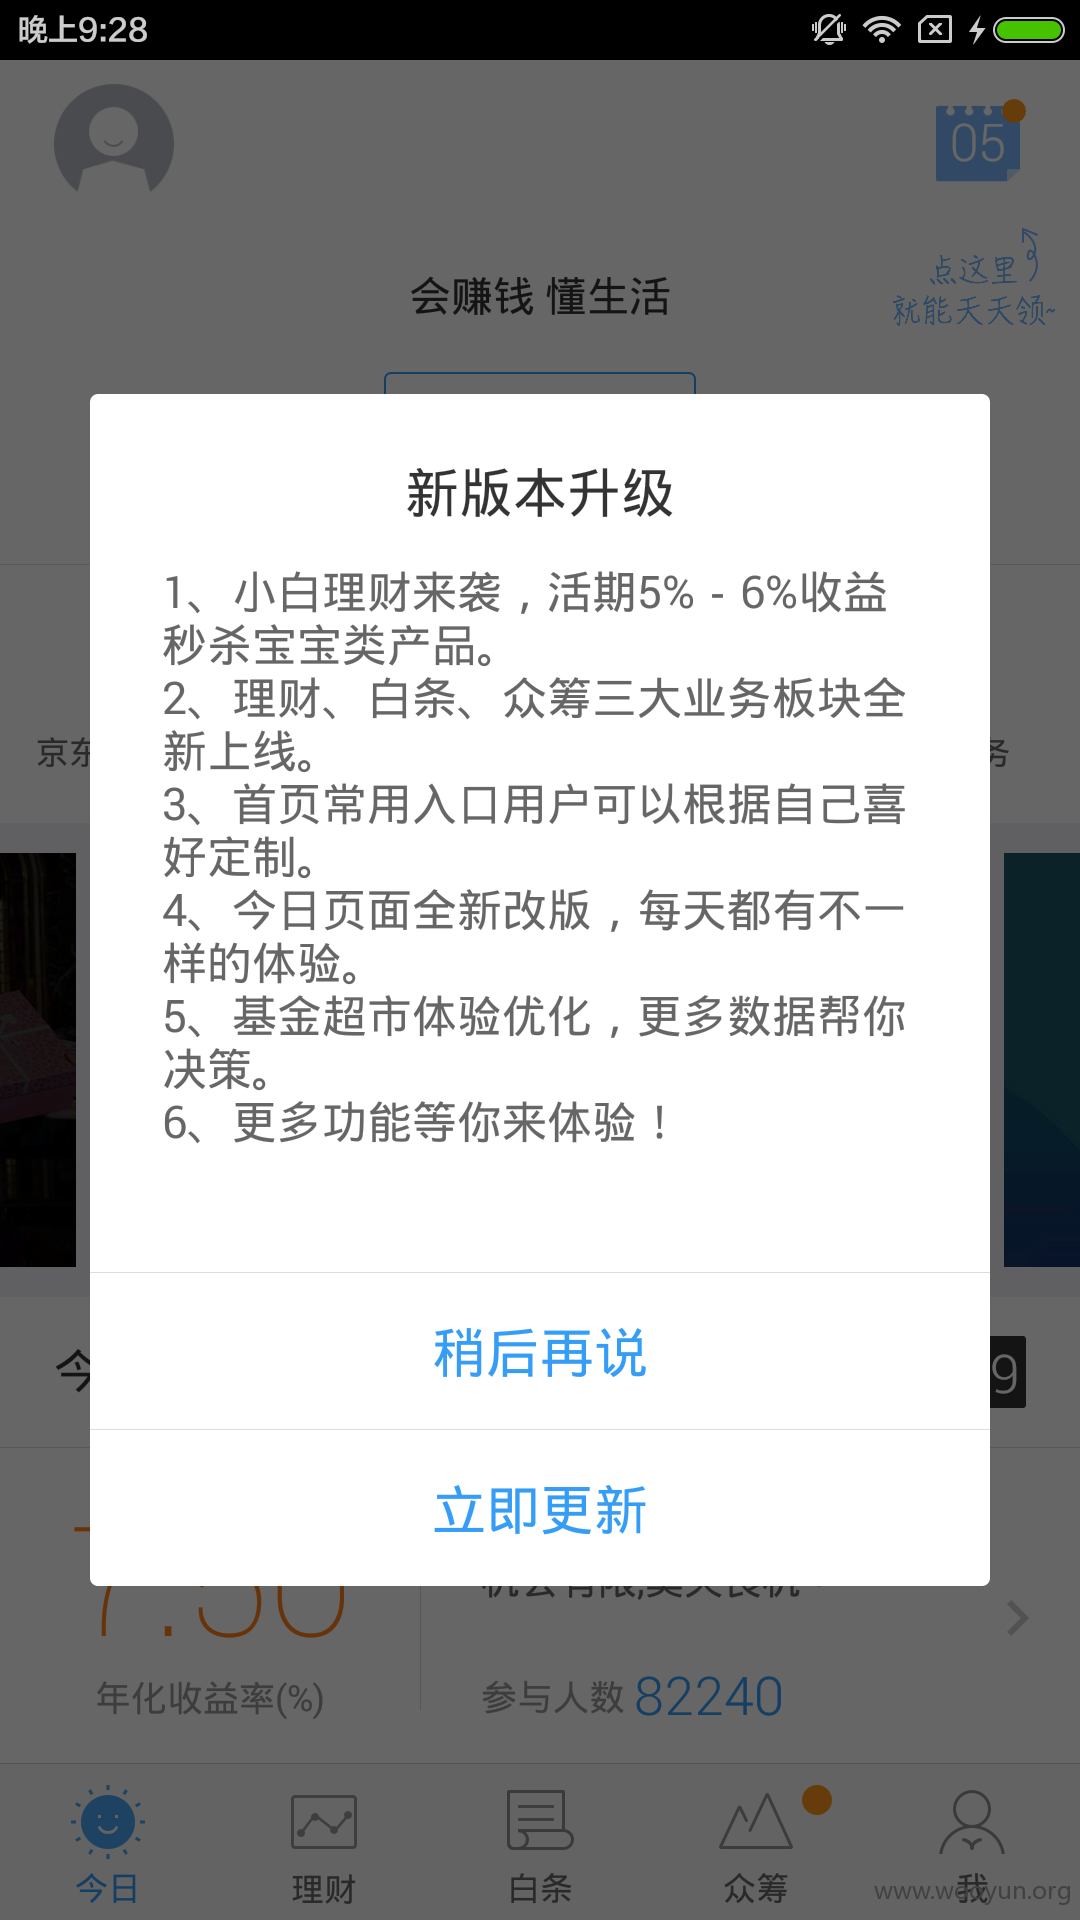 晚上9:28
05
点这里
就能天天领~
会赚钱 懂生活
新版本升级
1、小白理财来袭，活期5% - 6%收益
秒杀宝宝类产品。
2、理财、白条、众筹三大业务板块全
新上线。
3、首页常用入口用户可以根据自己喜
好定制。
4、今日页面全新改版，每天都有不一
样的体验。
5、基金超市体验优化，更多数据帮你
决策。
6、更多功能等你来体验！
京东
务
稍后再说
今
9
立即更新
年化收益率(%)
参与人数 82240
今日
理财
白条
众筹
我
www.wooyun.org